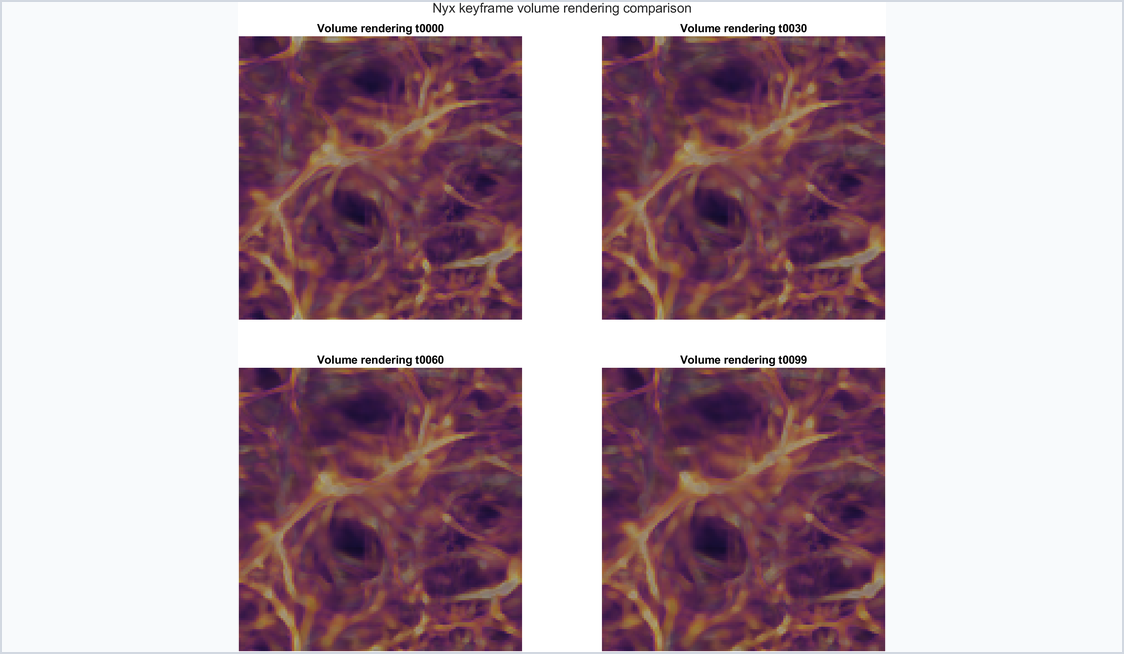 Nyx keyframe volume rendering comparison
Volume rendering t0000
Volume rendering t0030
Volume rendering t0060
Volume rendering t0099